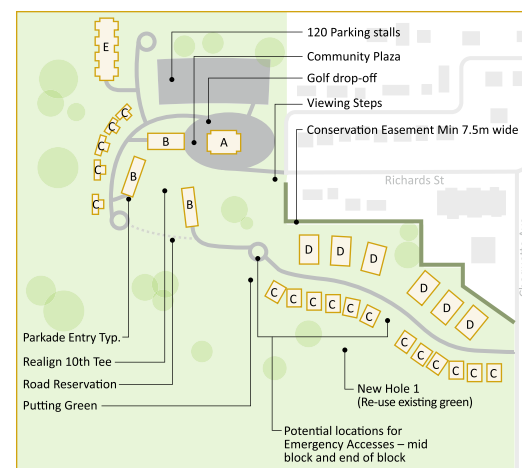 120 Parking stalls
Community Plaza
Golf drop-off
Viewing Steps
Conservation Easement Min 7.5m wide
Richards St
E
C
C
C
C
C
B
A
B
B
D
D
D
D
D
D
C
C
C
C
C
C
C
C
C
C
C
C
Parkade Entry Typ.
Realign 10th Tee
Road Reservation
Putting Green
New Hole 1
(Re-use existing green)
Potential locations for
Emergency Accesses – mid
block and end of block